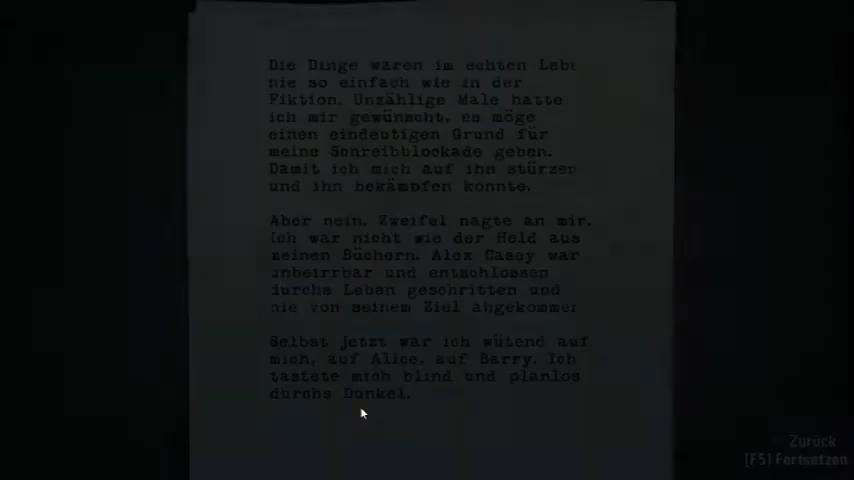 Die Dinge waren im echten Lebe
nie so einfach wie in der
Fiktion. Unzählige Male hatte
ich mir gewünscht, es möge
einen eindeutigen Grund für
meine Schreibblockade geben.
Damit ich mich auf ihn stürzen
und ihn bekämpfen konnte.
Aber nein. Zweifel nagte an mir.
Ich war nicht wie der Held aus
meinen Büchern. Alex Casey war
unbeirrbar und entschlossen
durchs Leben geschritten und
nie von seinem Ziel abgekommen
Selbst jetzt war ich wütend auf
mich, auf Alice, auf Barry. Ich
tastete mich blind und planlos
durchs Dunkel.
Zurück
[F5] Fortsetzen